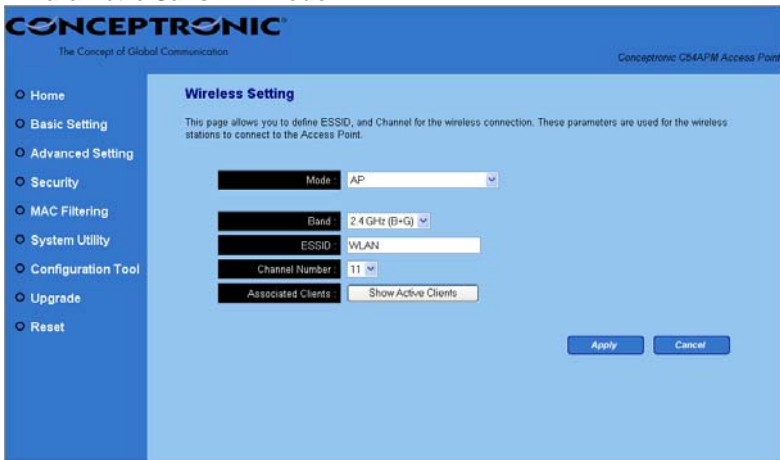 CONCEPTRONIC
The Concept of Global Communication
Conceptronic C54APM Access Point
Home
Basic Setting
Advanced Setting
Security
MAC Filtering
System Utility
Configuration Tool
Upgrade
Reset
Wireless Setting
This page allows you to define ESSID, and Channel for the wireless connection. These parameters are used for the wireless
stations to connect to the Access Point.
Mode : AP
Band : 2.4 GHz (B+G)
ESSID : WLAN
Channel Number : 11
Associated Clients : Show Active Clients
Apply Cancel